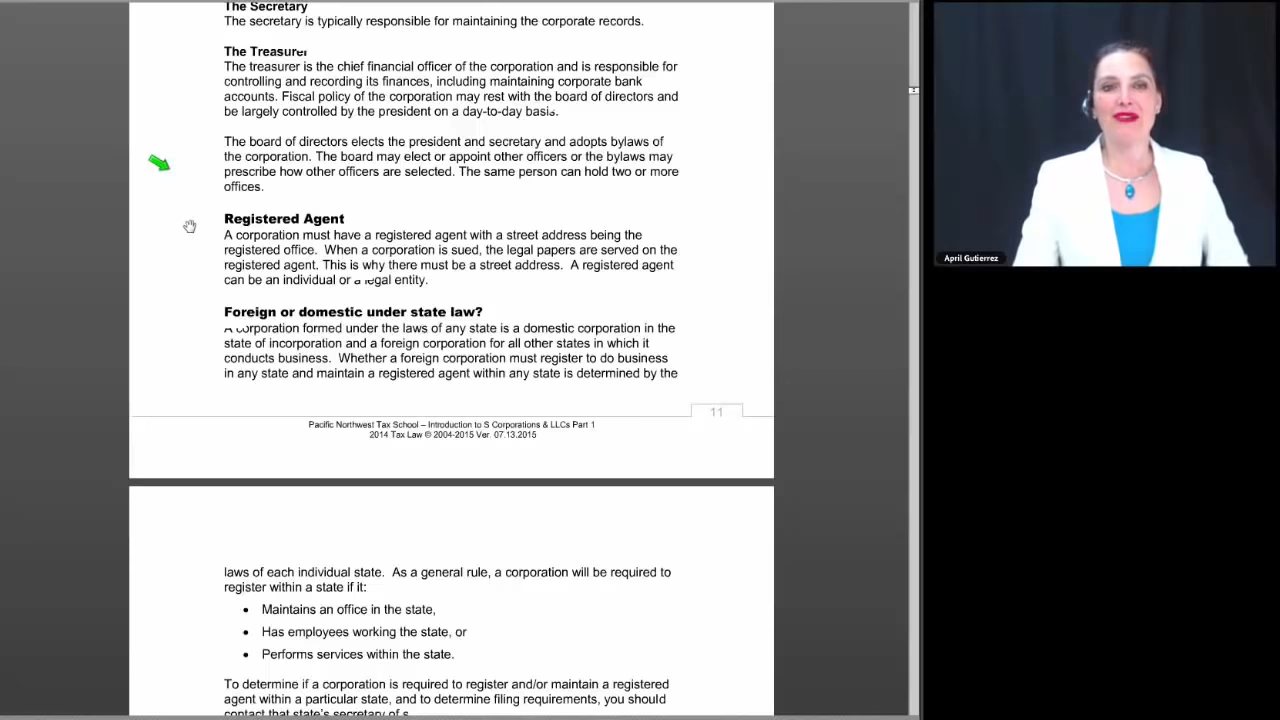 The Secretary
The secretary is typically responsible for maintaining the corporate records.
The Treasurer
The treasurer is the chief financial officer of the corporation and is responsible for
controlling and recording its finances, including maintaining corporate bank
accounts. Fiscal policy of the corporation may rest with the board of directors and
be largely controlled by the president on a day-to-day basis.
The board of directors elects the president and secretary and adopts bylaws of
the corporation. The board may elect or appoint other officers or the bylaws may
prescribe how other officers are selected. The same person can hold two or more
offices.
Registered Agent
A corporation must have a registered agent with a street address being the
registered office. When a corporation is sued, the legal papers are served on the
registered agent. This is why there must be a street address. A registered agent
can be an individual or a legal entity.
Foreign or domestic under state law?
A corporation formed under the laws of any state is a domestic corporation in the
state of incorporation and a foreign corporation for all other states in which it
conducts business. Whether a foreign corporation must register to do business
in any state and maintain a registered agent within any state is determined by the
11
Pacific Northwest Tax School – Introduction to S Corporations & LLCs Part 1
2014 Tax Law © 2004-2015 Ver. 07.13.2015
laws of each individual state. As a general rule, a corporation will be required to
register within a state if it:
• Maintains an office in the state,
• Has employees working the state, or
• Performs services within the state.
To determine if a corporation is required to register and/or maintain a registered
agent within a particular state, and to determine filing requirements, you should
contact that state's secretary of s
April Gutierrez